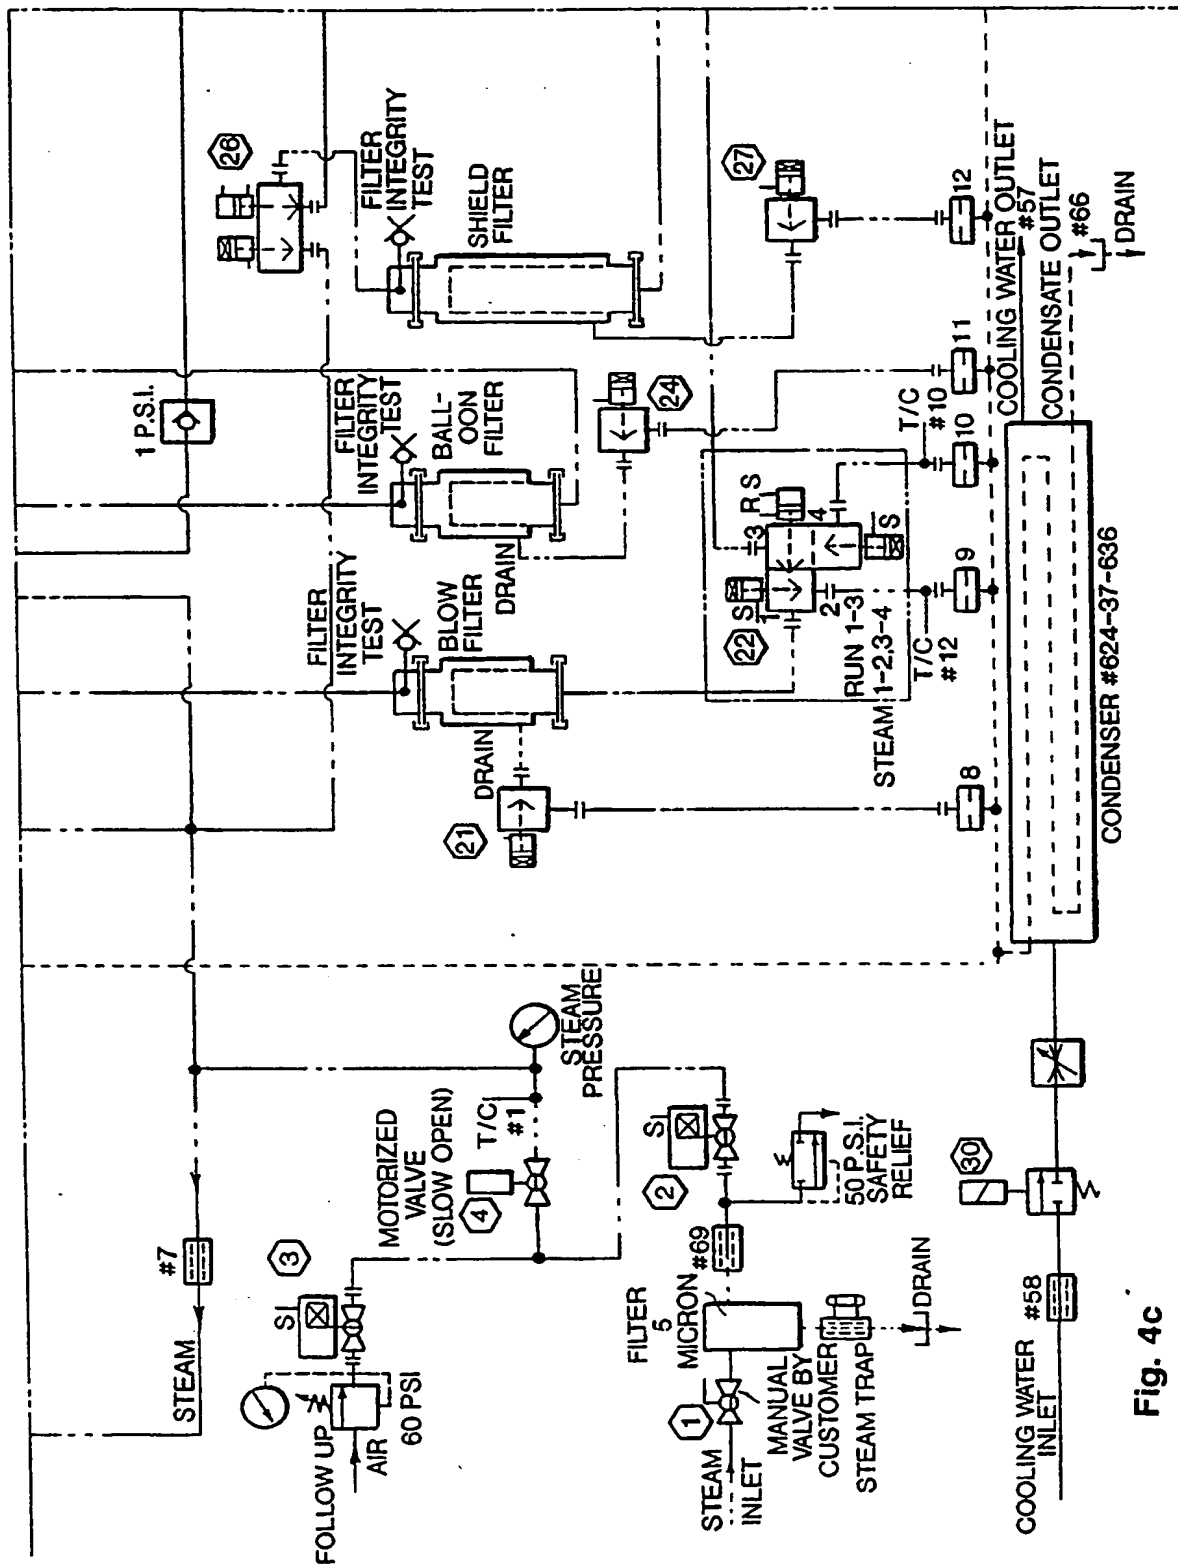 FOLLOW UP
AIR
60 PSI
STEAM
#7
S
3
MOTORIZED
VALVE
(SLOW OPEN)
4
T/C
#1
STEAM
PRESSURE
STEAM
INLET
1
MANUAL
VALVE BY
CUSTOMER
STEAM TRAP
FILTER
5
MICRON
#69
DRAIN
2
S
50 P.S.I.
SAFETY
RELIEF
COOLING WATER
INLET
#58
30
1 P.S.I.
26
FILTER
INTEGRITY
TEST
FILTER
INTEGRITY
TEST
FILTER
INTEGRITY
TEST
BLOW
FILTER
BALL-
OON
FILTER
SHIELD
FILTER
DRAIN
DRAIN
21
24
27
22
S
1
2
3
4
R S
S
RUN 1-3
STEAM 1-2,3-4
T/C
#12
T/C
#10
8
9
10
11
12
COOLING WATER OUTLET
#57
CONDENSATE OUTLET
#66
DRAIN
CONDENSER #624-37-636
Fig. 4c